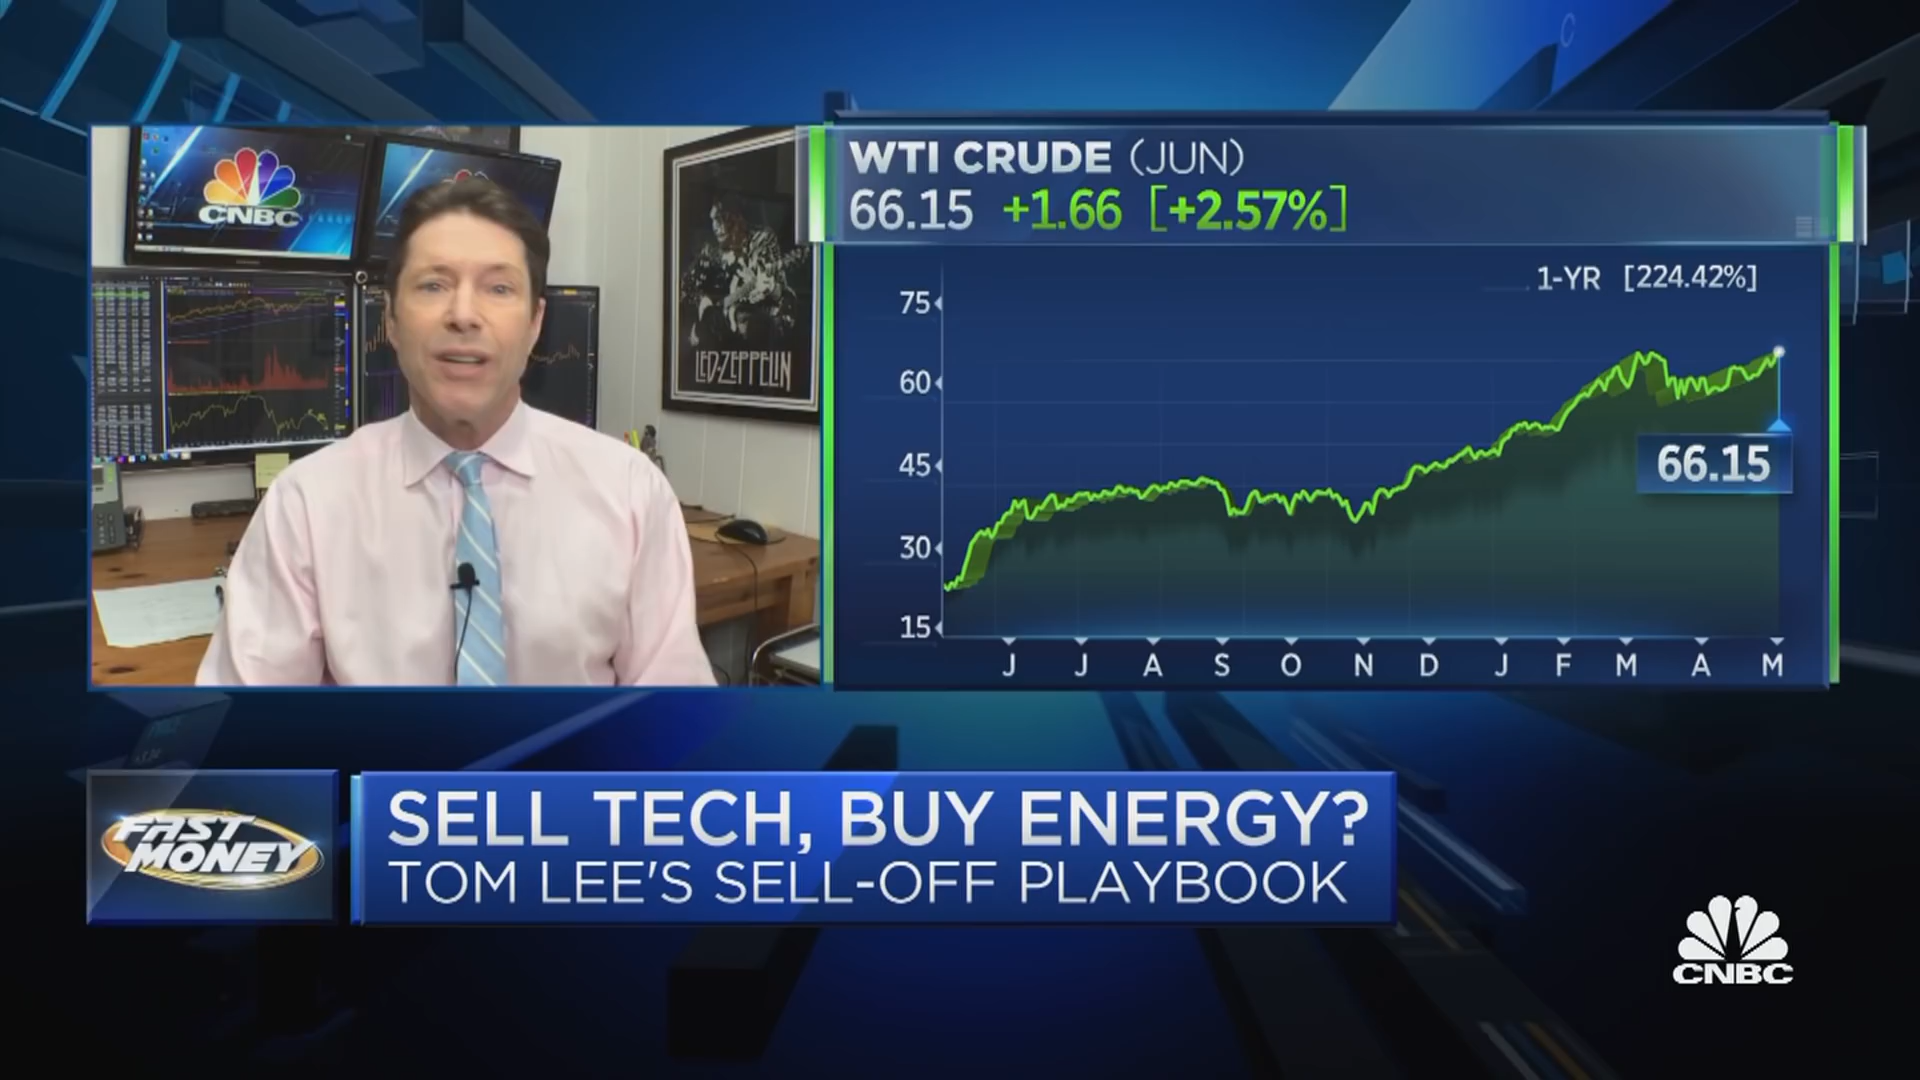 CNBC
LED-ZEPPELIN
WTI CRUDE (JUN)
66.15 +1.66 [+2.57%]
1-YR [224.42%]
75
60
45
30
15
66.15
J J A S O N D J F M A M
FAST
MONEY
SELL TECH, BUY ENERGY?
TOM LEE'S SELL-OFF PLAYBOOK
CNBC